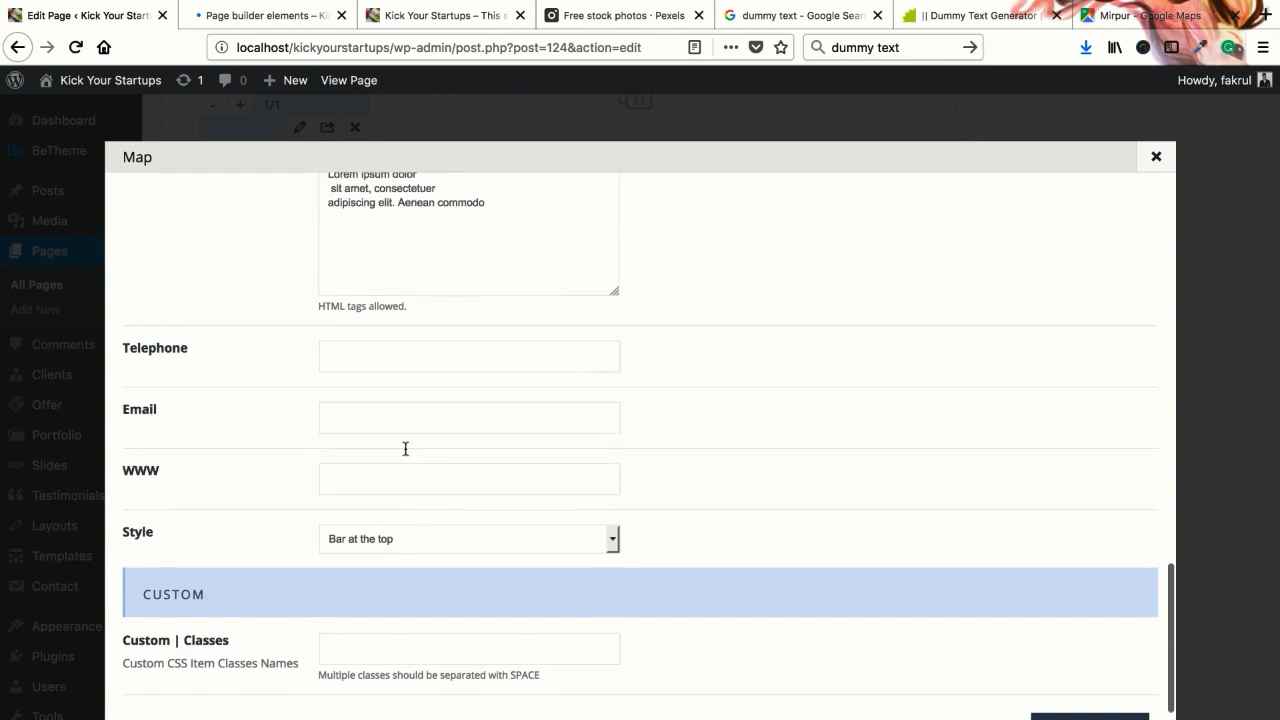 Edit Page ‹ Kick Your Start
Page builder elements – Ki
Kick Your Startups – This s
Free stock photos · Pexels
dummy text - Google Sear
|| Dummy Text Generator |
Mirpur - Google Maps
localhost/kickyourstartups/wp-admin/post.php?post=124&action=edit
dummy text
Kick Your Startups
1
0
New
View Page
Howdy, fakrul
- + 1/1
Dashboard
BeTheme
Posts
Media
Pages
All Pages
Add New
Comments
Clients
Offer
Portfolio
Slides
Testimonials
Layouts
Templates
Contact
Appearance
Plugins
Users
Tools
Map
Lorem ipsum dolor
sit amet, consectetuer
adipiscing elit. Aenean commodo
HTML tags allowed.
Telephone
Email
WWW
Style
Bar at the top
CUSTOM
Custom | Classes
Custom CSS Item Classes Names
Multiple classes should be separated with SPACE